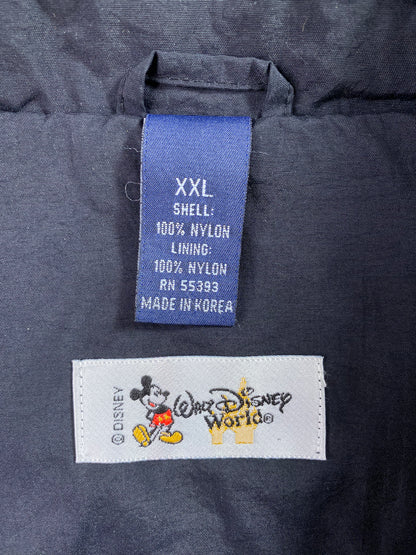 XXL
SHELL:
100% NYLON
LINING:
100% NYLON
RN 55393
MADE IN KOREA
© DISNEY
Walt Disney
World®